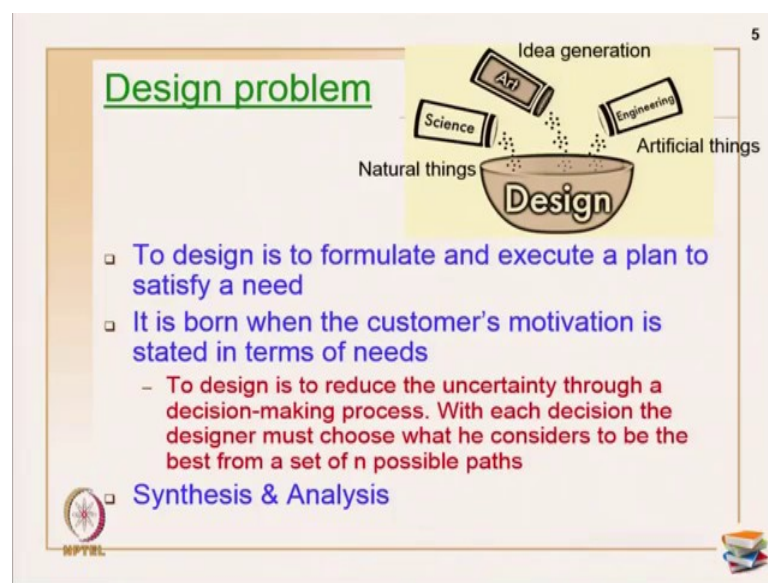 5
Design problem
Idea generation
Art
Science
Engineering
Artificial things
Natural things
Design
To design is to formulate and execute a plan to
satisfy a need
It is born when the customer's motivation is
stated in terms of needs
– To design is to reduce the uncertainty through a
decision-making process. With each decision the
designer must choose what he considers to be the
best from a set of n possible paths
Synthesis & Analysis
NPTEL